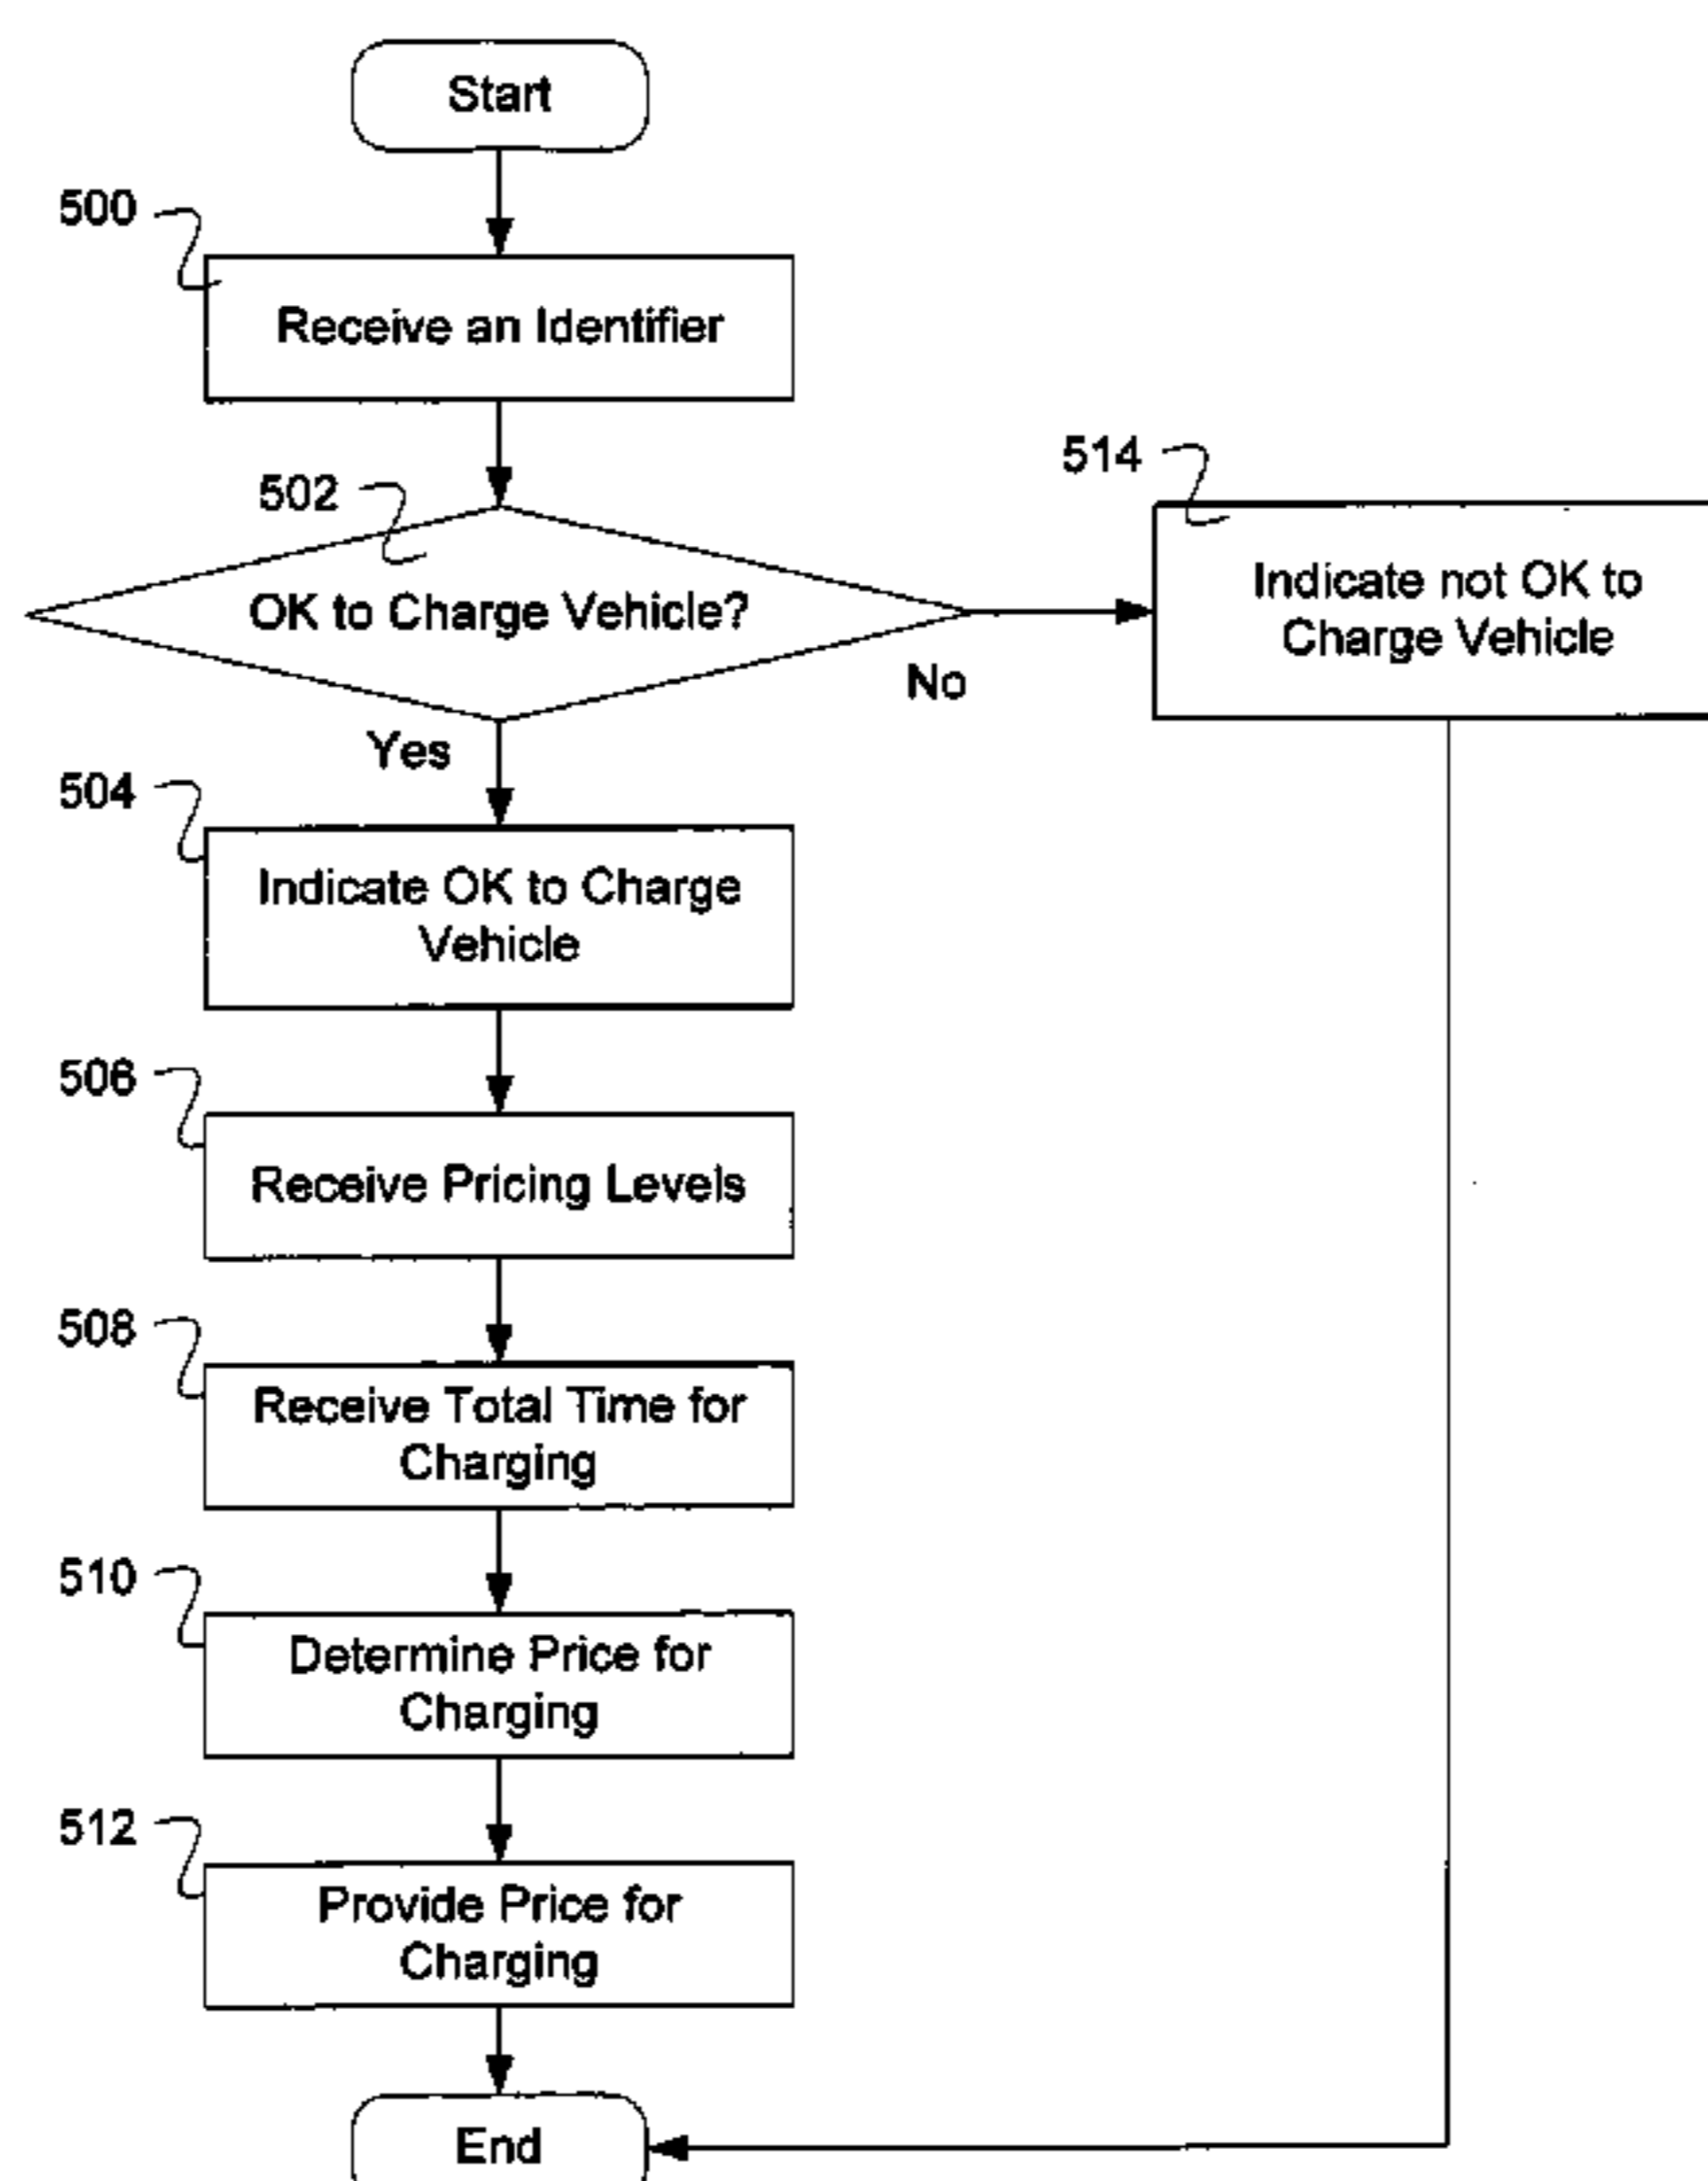 Start
500
Receive an Identifier
502
OK to Charge Vehicle?
No
514
Indicate not OK to
Charge Vehicle
Yes
504
Indicate OK to Charge
Vehicle
506
Receive Pricing Levels
508
Receive Total Time for
Charging
510
Determine Price for
Charging
512
Provide Price for
Charging
End